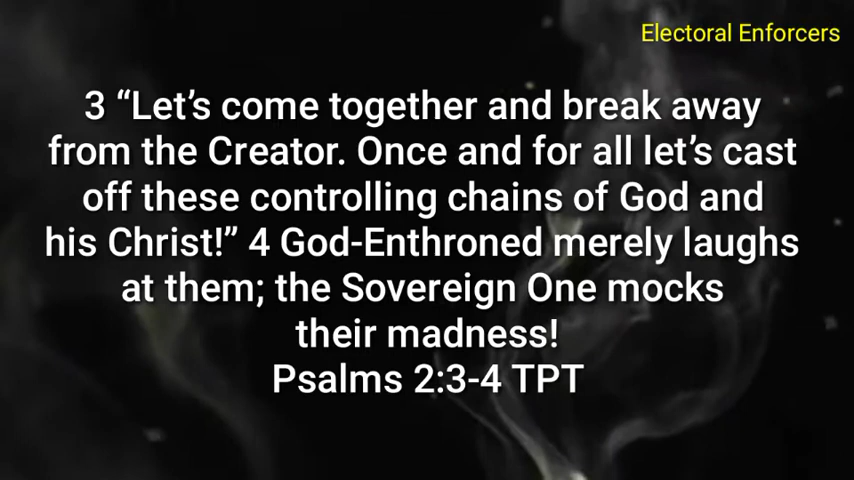 Electoral Enforcers
3 “Let’s come together and break away
from the Creator. Once and for all let’s cast
off these controlling chains of God and
his Christ!” 4 God-Enthroned merely laughs
at them; the Sovereign One mocks
their madness!
Psalms 2:3-4 TPT